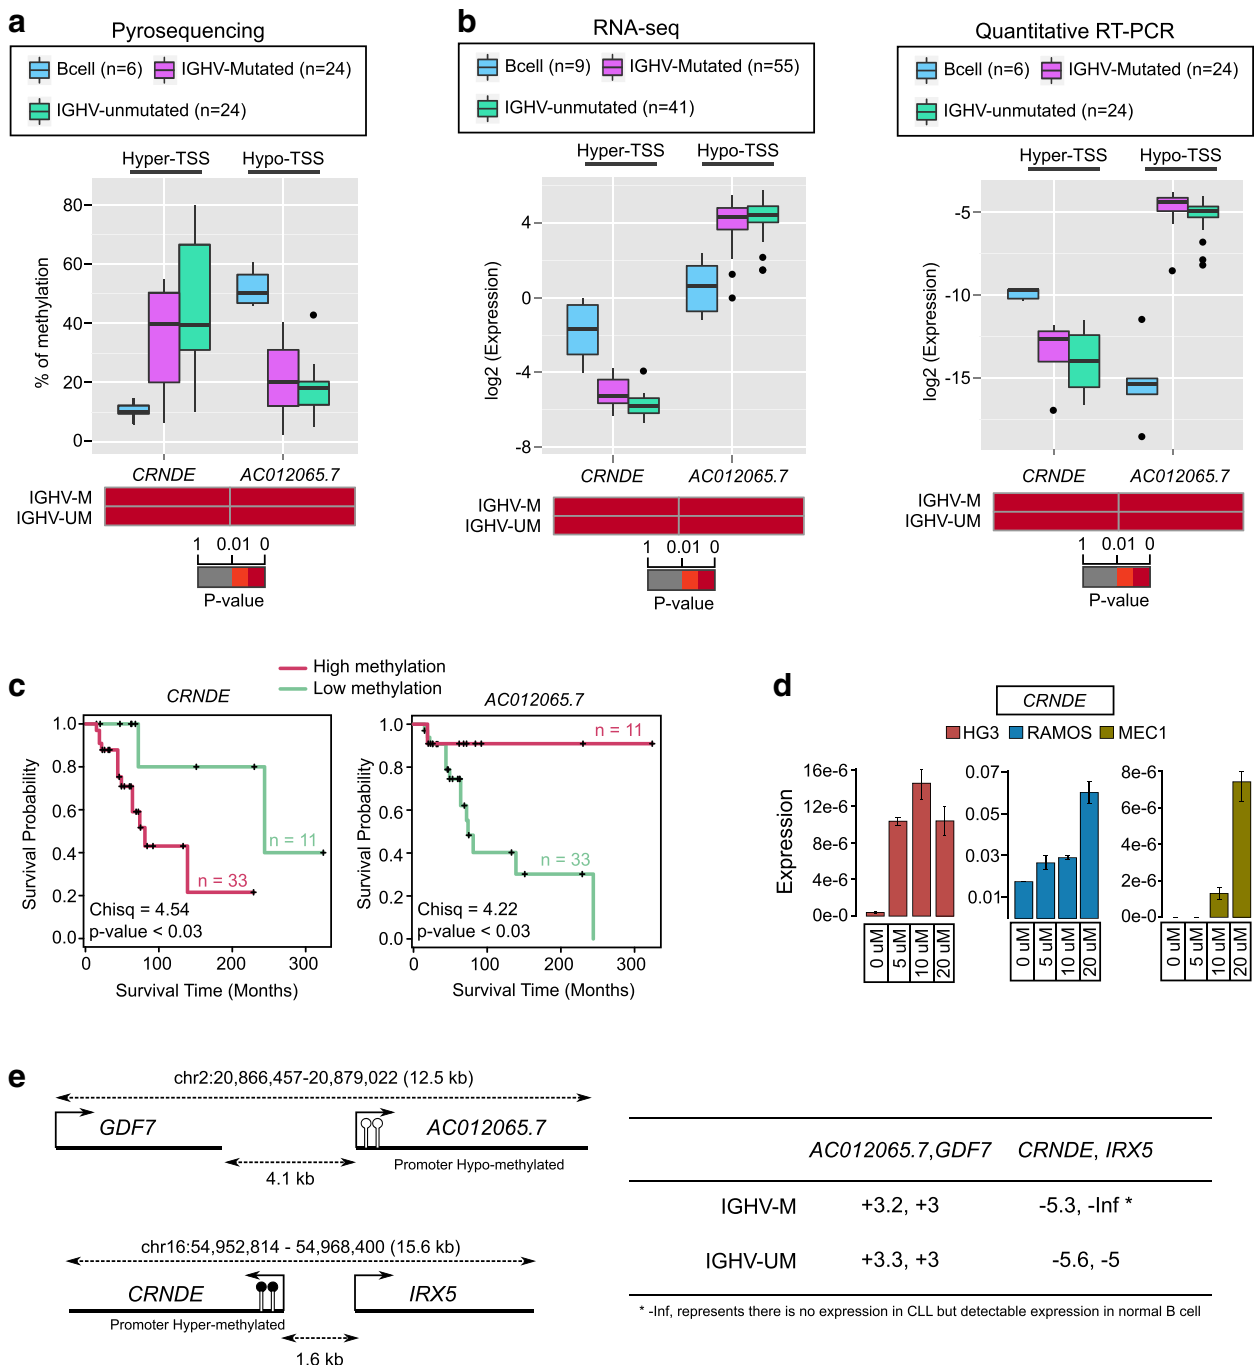 a
Pyrosequencing
Bcell (n=6) IGHV-Mutated (n=24)
IGHV-unmutated (n=24)
Hyper-TSS Hypo-TSS
% of methylation
80
60
40
20
0
CRNDE AC012065.7
IGHV-M
IGHV-UM
1 0.01 0
P-value
b
RNA-seq
Bcell (n=9) IGHV-Mutated (n=55)
IGHV-unmutated (n=41)
Hyper-TSS Hypo-TSS
log2 (Expression)
4
0
-4
-8
CRNDE AC012065.7
IGHV-M
IGHV-UM
1 0.01 0
P-value
Quantitative RT-PCR
Bcell (n=6) IGHV-Mutated (n=24)
IGHV-unmutated (n=24)
Hyper-TSS Hypo-TSS
log2 (Expression)
-5
-10
-15
CRNDE AC012065.7
IGHV-M
IGHV-UM
1 0.01 0
P-value
c
High methylation
Low methylation
CRNDE
Survival Probability
1.0
0.8
0.6
0.4
0.2
0.0
n = 11
n = 33
Chisq = 4.54
p-value < 0.03
0 100 200 300
Survival Time (Months)
AC012065.7
Survival Probability
1.0
0.8
0.6
0.4
0.2
0.0
n = 11
n = 33
Chisq = 4.22
p-value < 0.03
0 100 200 300
Survival Time (Months)
d
CRNDE
HG3 RAMOS MEC1
Expression
16e-6
12e-6
8e-6
4e-6
0e-0
0 uM
5 uM
10 uM
20 uM
0.07
0.05
0.03
0.01
0 uM
5 uM
10 uM
20 uM
8e-6
6e-6
4e-6
2e-6
0e-0
0 uM
5 uM
10 uM
20 uM
e
chr2:20,866,457-20,879,022 (12.5 kb)
GDF7 AC012065.7
Promoter Hypo-methylated
4.1 kb
chr16:54,952,814 - 54,968,400 (15.6 kb)
CRNDE IRX5
Promoter Hyper-methylated
1.6 kb
AC012065.7,GDF7 CRNDE, IRX5
IGHV-M +3.2, +3 -5.3, -Inf *
IGHV-UM +3.3, +3 -5.6, -5
* -Inf, represents there is no expression in CLL but detectable expression in normal B cell